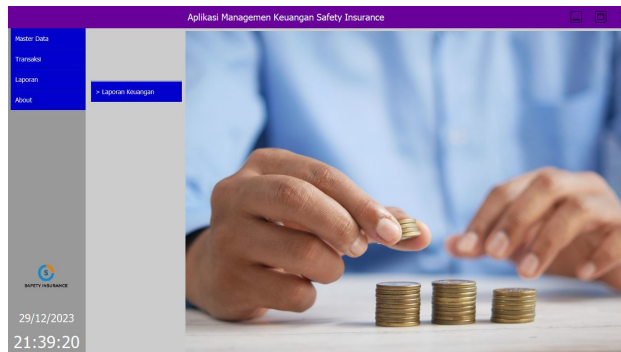 Aplikasi Managemen Keuangan Safety Insurance
Master Data
Transaksi
Laporan
About
> Laporan Keuangan
S
SAFETY INSURANCE
29/12/2023
21:39:20